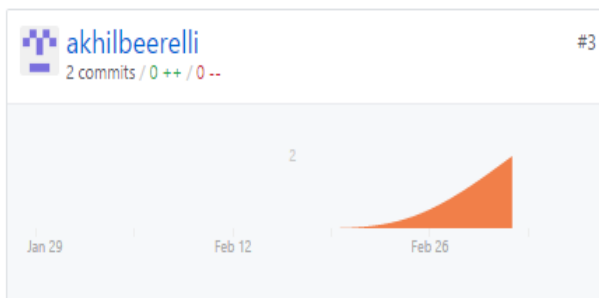 akhilbeerelli
#3
2 commits / 0 ++ / 0 --
2
Jan 29 Feb 12 Feb 26